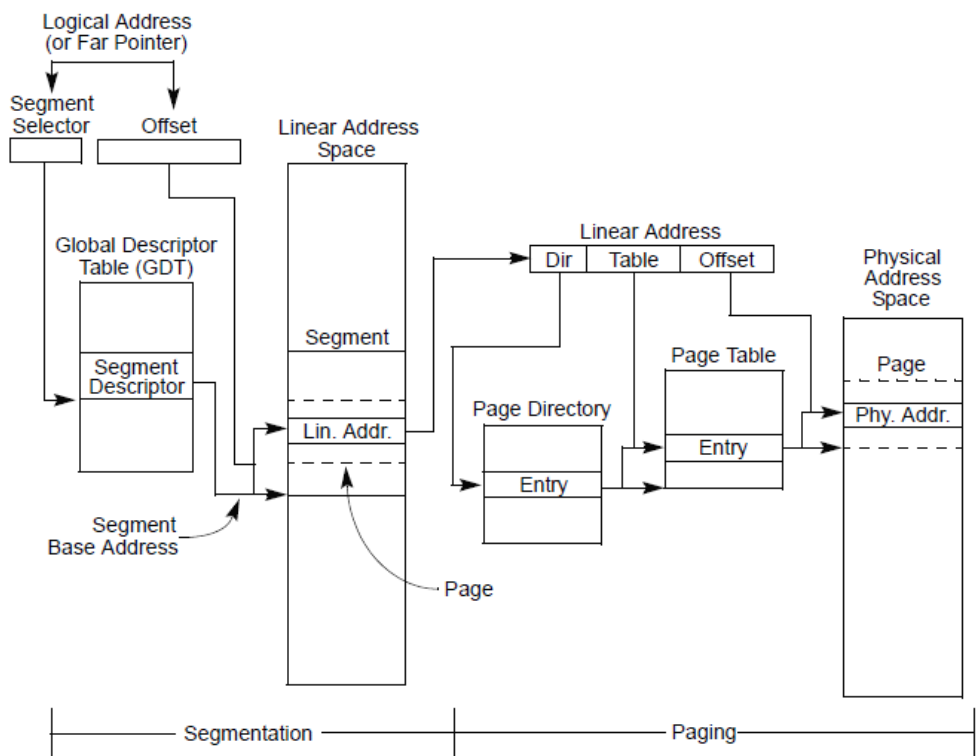 Logical Address
(or Far Pointer)
Segment
Selector
Offset
Linear Address
Space
Global Descriptor
Table (GDT)
Segment
Descriptor
Segment
Lin. Addr.
Segment
Base Address
Page
Linear Address
Dir Table Offset
Page Directory
Entry
Page Table
Entry
Physical
Address
Space
Page
Phy. Addr.
Segmentation
Paging